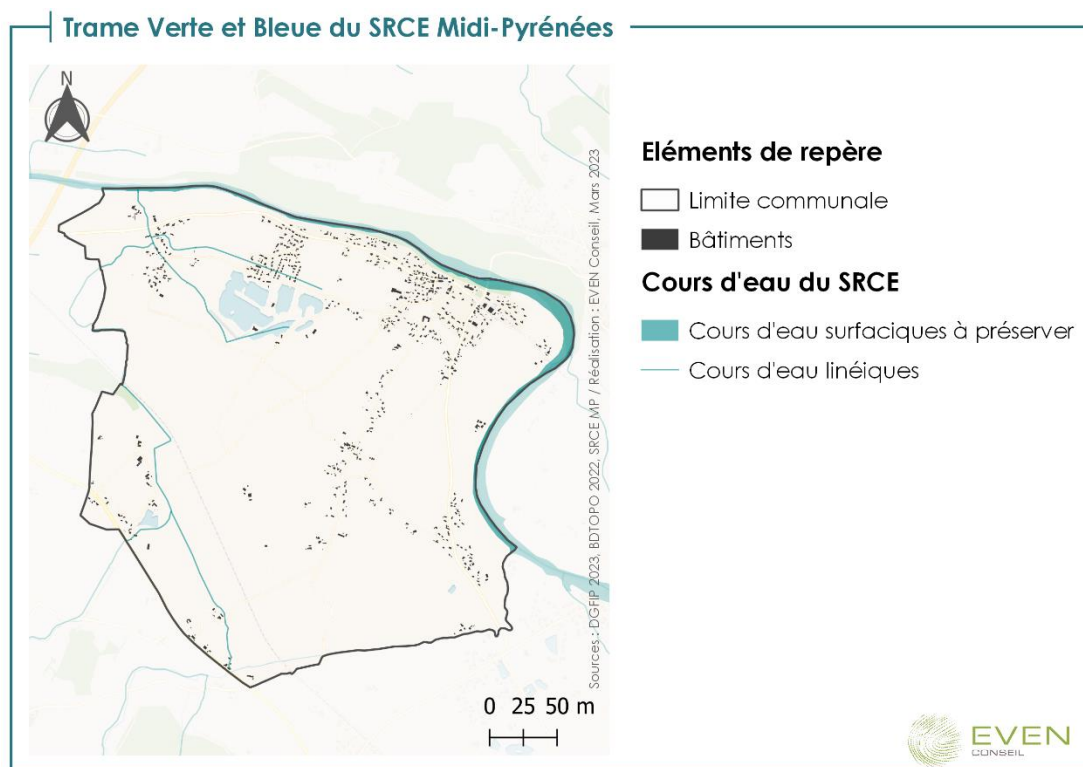 Trame Verte et Bleue du SRCE Midi-Pyrénées
N
Sources : DGFIP 2023, BDTOPO 2022, SRCE MP / Réalisation : EVEN Conseil, Mars 2023
0 25 50 m
Eléments de repère
Limite communale
Bâtiments
Cours d'eau du SRCE
Cours d'eau surfaciques à préserver
Cours d'eau linéiques
EVEN
CONSEIL